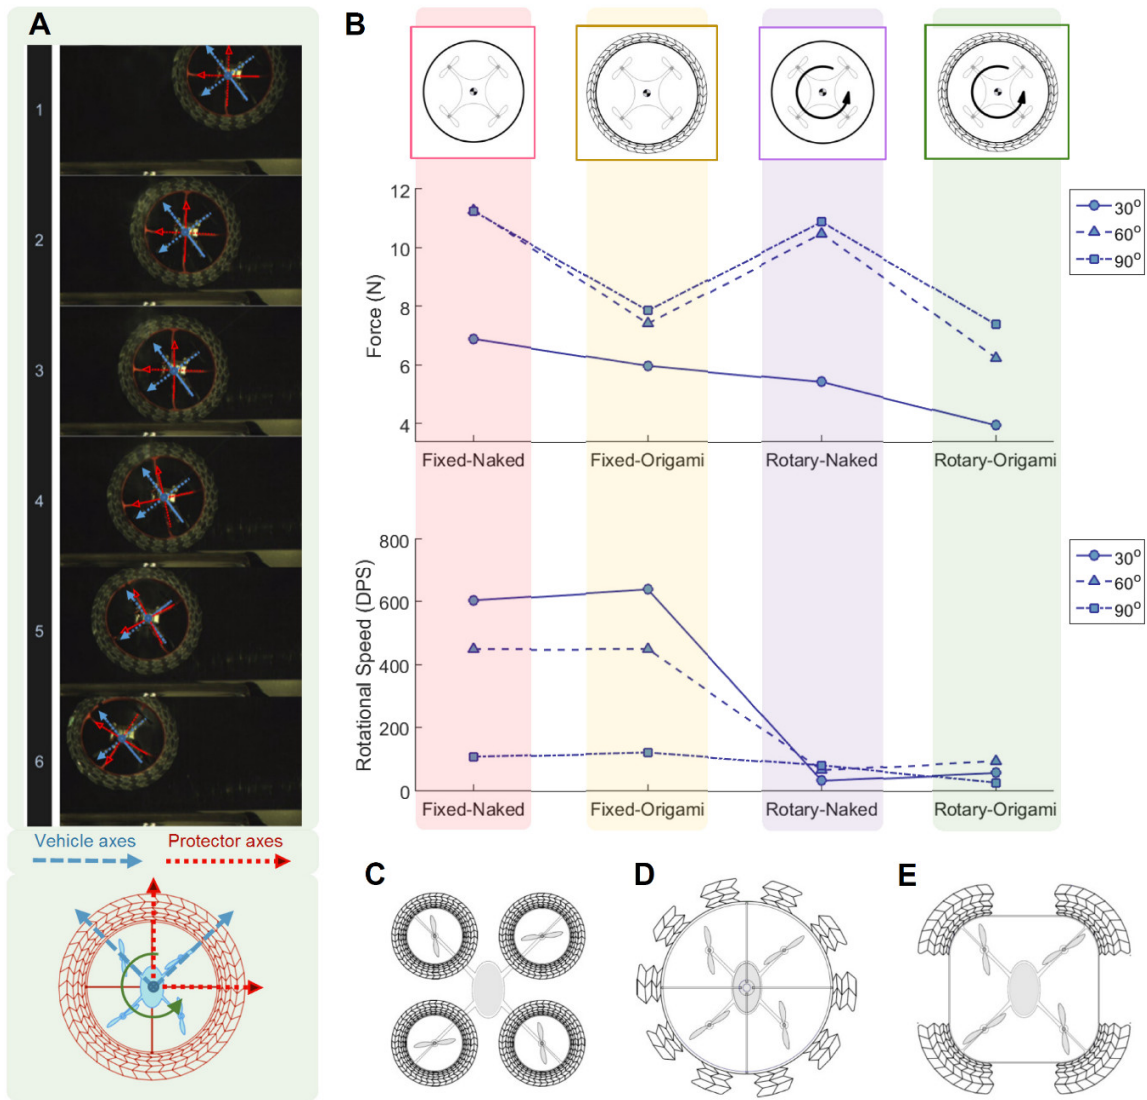 A
B
1
2
3
4
5
6
Vehicle axes
Protector axes
12
10
8
6
4
Force (N)
30°
60°
90°
Fixed-Naked
Fixed-Origami
Rotary-Naked
Rotary-Origami
800
600
400
200
0
Rotational Speed (DPS)
30°
60°
90°
Fixed-Naked
Fixed-Origami
Rotary-Naked
Rotary-Origami
C
D
E